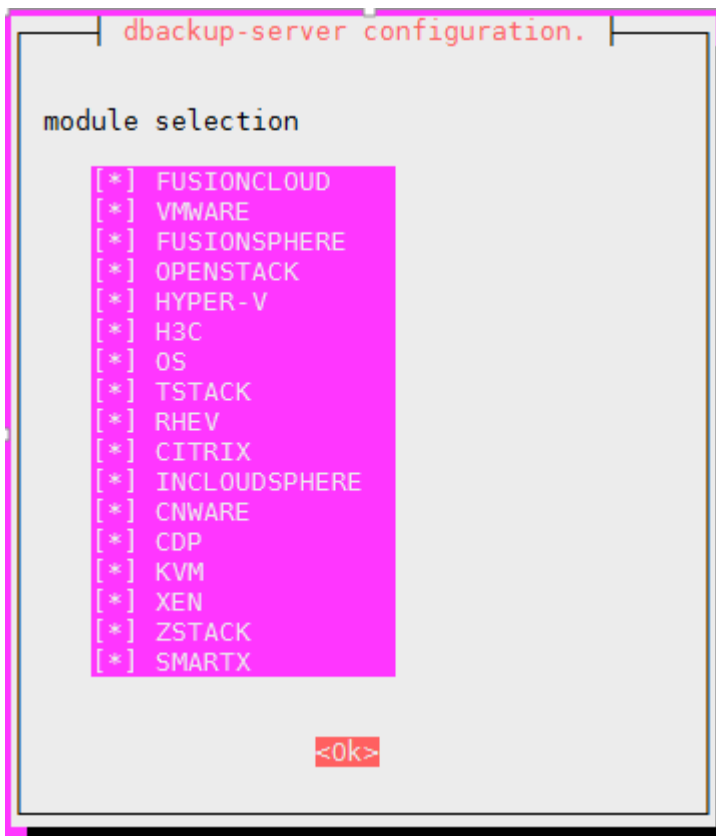 dbackup-server configuration.
module selection
[*] FUSIONCLOUD
[*] VMWARE
[*] FUSIONSPHERE
[*] OPENSTACK
[*] HYPER-V
[*] H3C
[*] OS
[*] TSTACK
[*] RHEV
[*] CITRIX
[*] INCLOUDSPHERE
[*] CNWARE
[*] CDP
[*] KVM
[*] XEN
[*] ZSTACK
[*] SMARTX
<Ok>